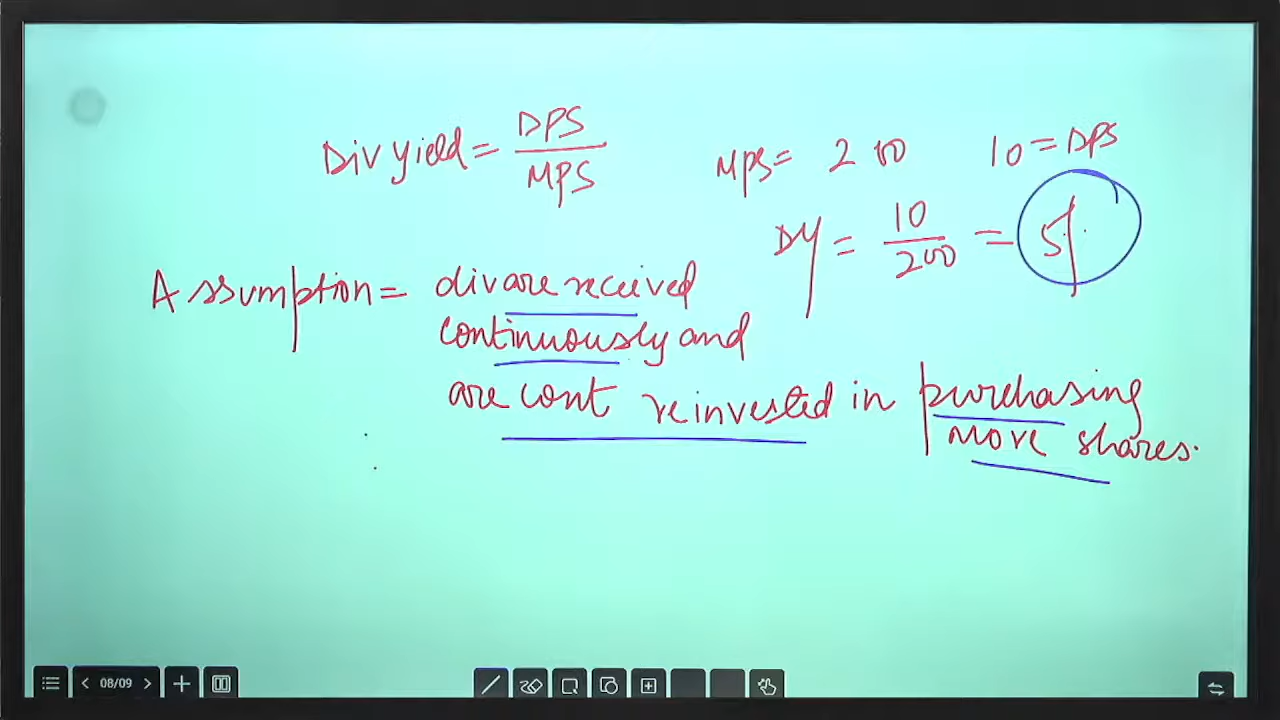 Div yield = DPS / MPS
MPS = 200 10 = DPS
DY = 10 / 200 = 5%
Assumption = div are received
continuously and
are cont reinvested in purchasing
more shares.
08/09